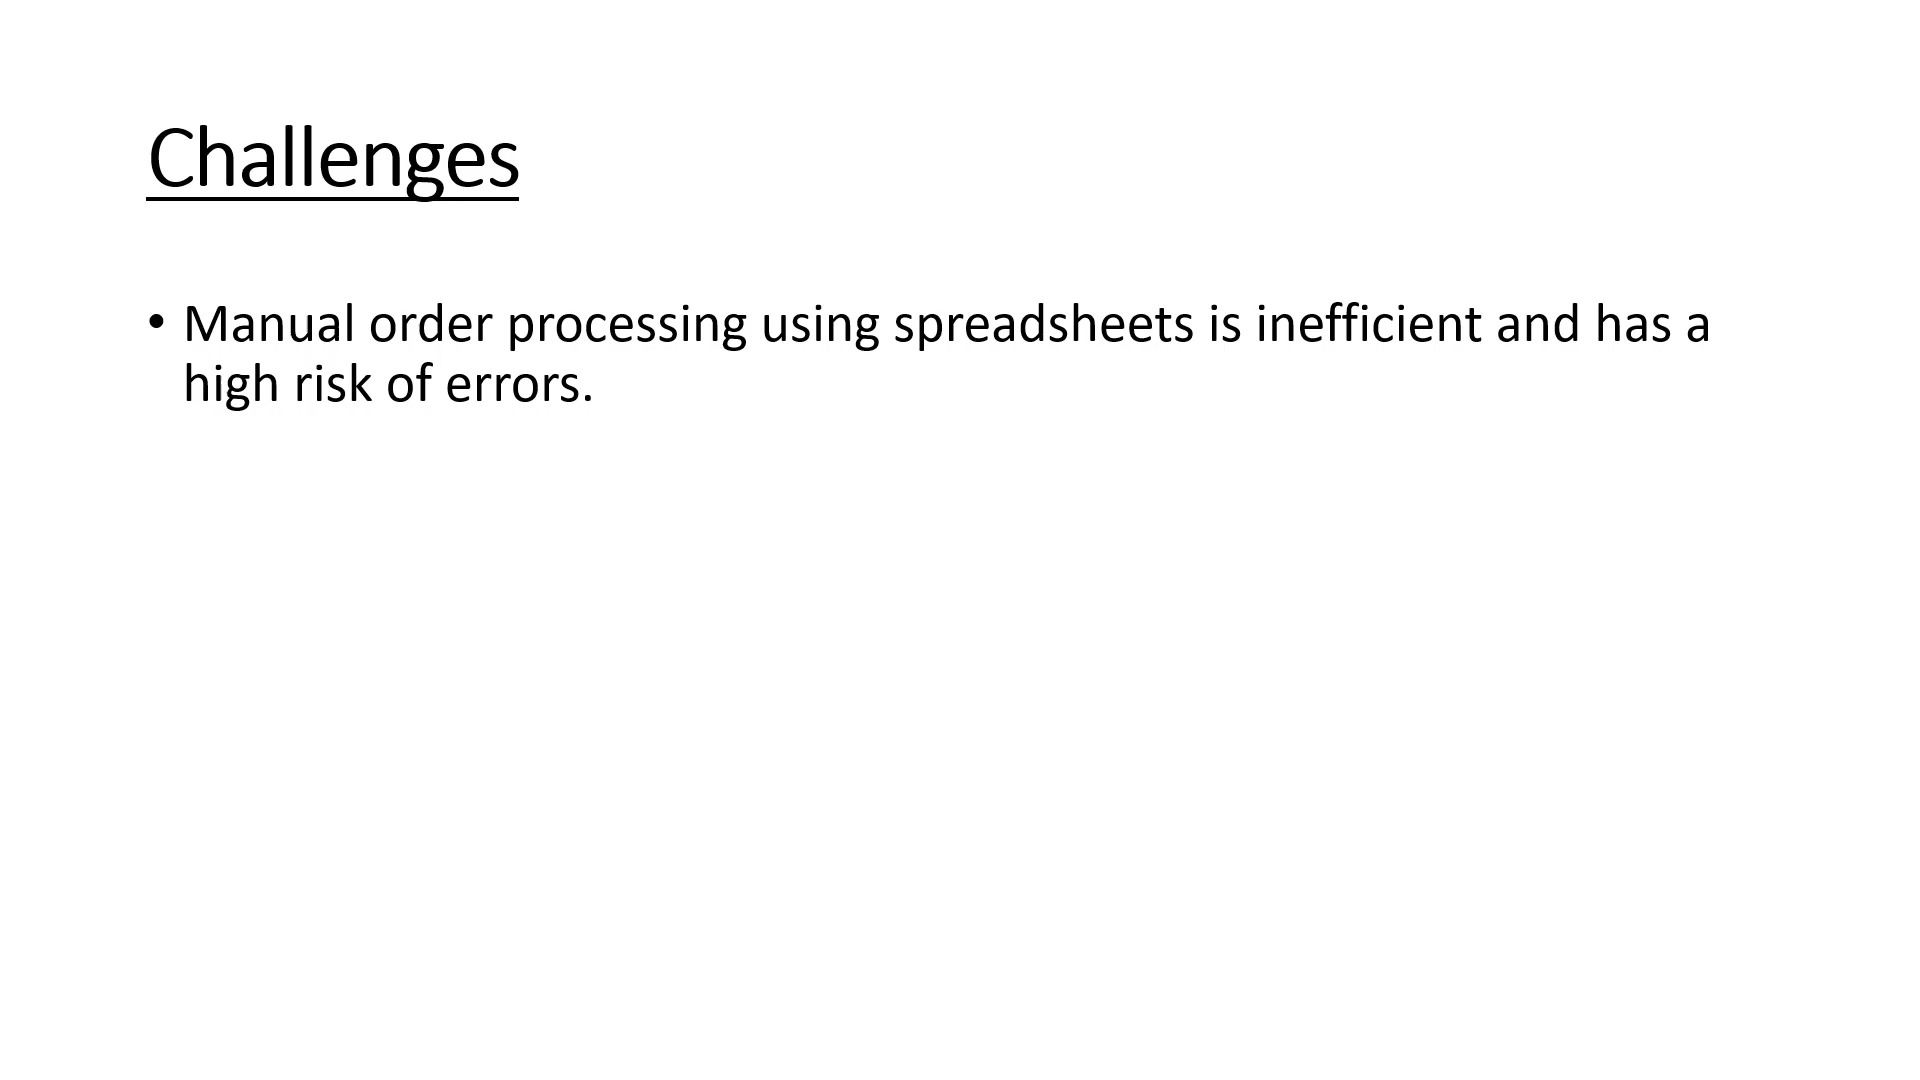 Challenges
• Manual order processing using spreadsheets is inefficient and has a
high risk of errors.